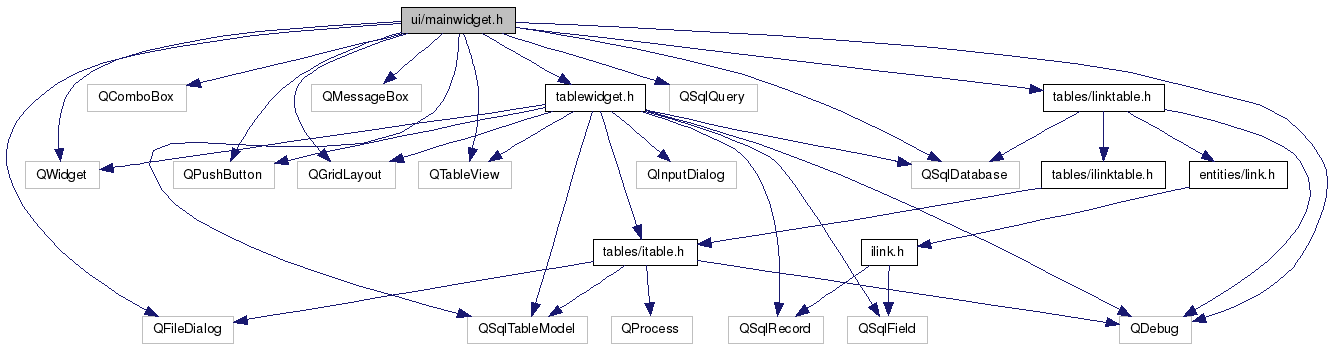 ui/mainwidget.h
QComboBox
QMessageBox
tablewidget.h
QSqlQuery
tables/linktable.h
QWidget
QPushButton
QGridLayout
QTableView
QInputDialog
QSqlDatabase
tables/ilinktable.h
entities/link.h
tables/itable.h
ilink.h
QFileDialog
QSqlTableModel
QProcess
QSqlRecord
QSqlField
QDebug